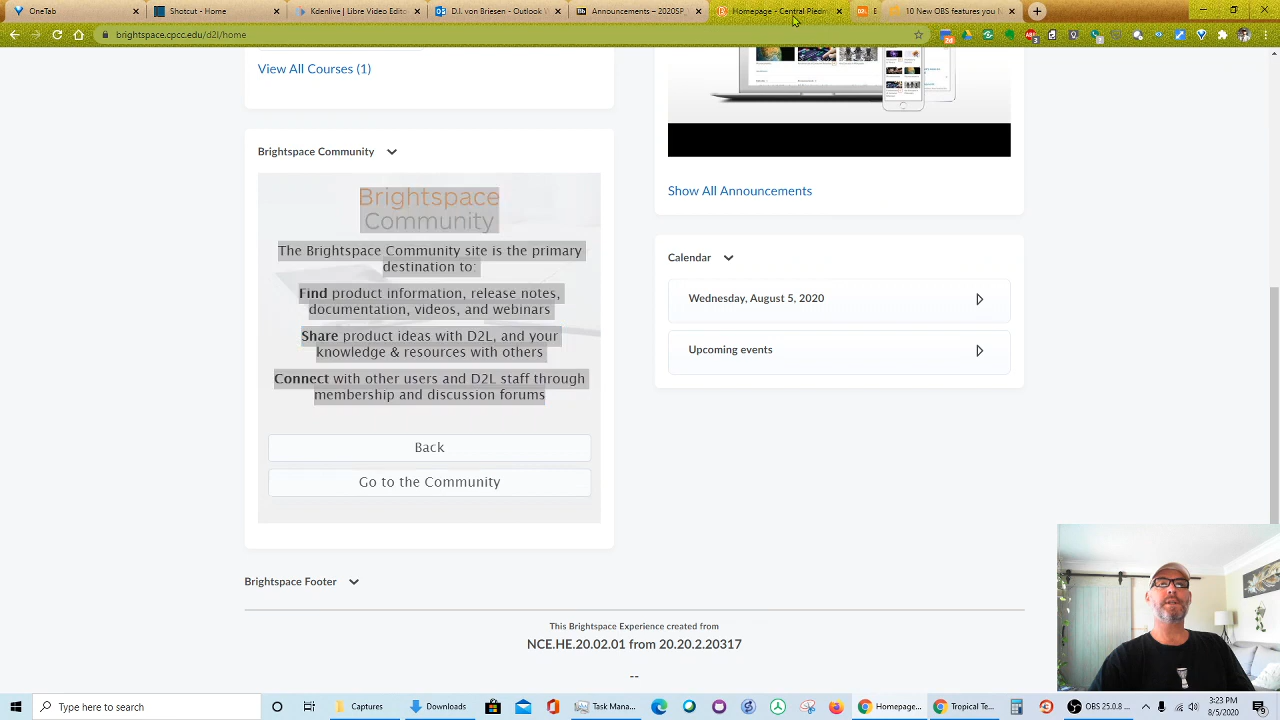 OneTab
Shotcut - Home
D.I. von Briesen - Outlook
Announcements – 2020SP
Homepage - Central Piedm
10 New OBS features you
brightspace.cpcc.edu/d2l/home
View All Courses (1)
Show All Announcements
Brightspace Community
Brightspace
Community
The Brightspace Community site is the primary
destination to:
Find product information, release notes,
documentation, videos, and webinars
Share product ideas with D2L, and your
knowledge & resources with others
Connect with other users and D2L staff through
membership and discussion forums
Back
Go to the Community
Calendar
Wednesday, August 5, 2020
Upcoming events
Brightspace Footer
This Brightspace Experience created from
NCE.HE.20.02.01 from 20.20.2.20317
--
Type here to search
Captures
Downloads
Task Mana...
Homepage...
Tropical Te...
OBS 25.0.8 ...
3:23 PM
8/5/2020